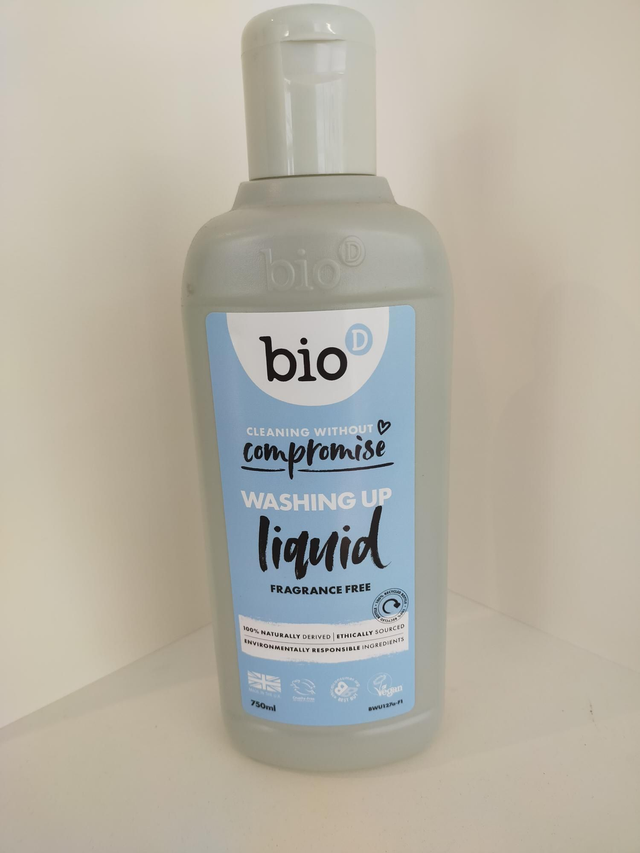 bio D
bio D
CLEANING WITHOUT
compromise
WASHING UP
liquid
FRAGRANCE FREE
100% NATURALLY DERIVED | ETHICALLY SOURCED
ENVIRONMENTALLY RESPONSIBLE INGREDIENTS
750ml